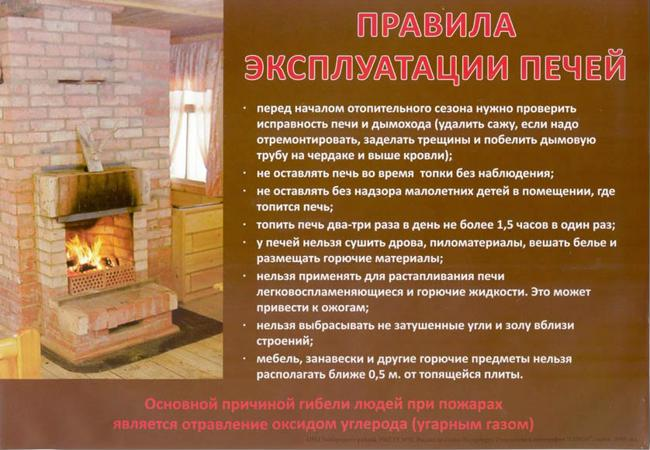 ПРАВИЛА
ЭКСПЛУАТАЦИИ ПЕЧЕЙ
· перед началом отопительного сезона нужно проверить
исправность печи и дымохода (удалить сажу, если надо
отремонтировать, заделать трещины и побелить дымовую
трубу на чердаке и выше кровли);
· не оставлять печь во время топки без наблюдения;
· не оставлять без надзора малолетних детей в помещении, где
топится печь;
· топить печь два-три раза в день не более 1,5 часов в один раз;
· у печей нельзя сушить дрова, пиломатериалы, вешать белье и
размещать горючие материалы;
· нельзя применять для растапливания печи
легковоспламеняющиеся и горючие жидкости. Это может
привести к ожогам;
· нельзя выбрасывать не затушенные угли и золу вблизи
строений;
· мебель, занавески и другие горючие предметы нельзя
располагать ближе 0,5 м. от топящейся плиты.
Основной причиной гибели людей при пожарах
является отравление оксидом углерода (угарным газом)